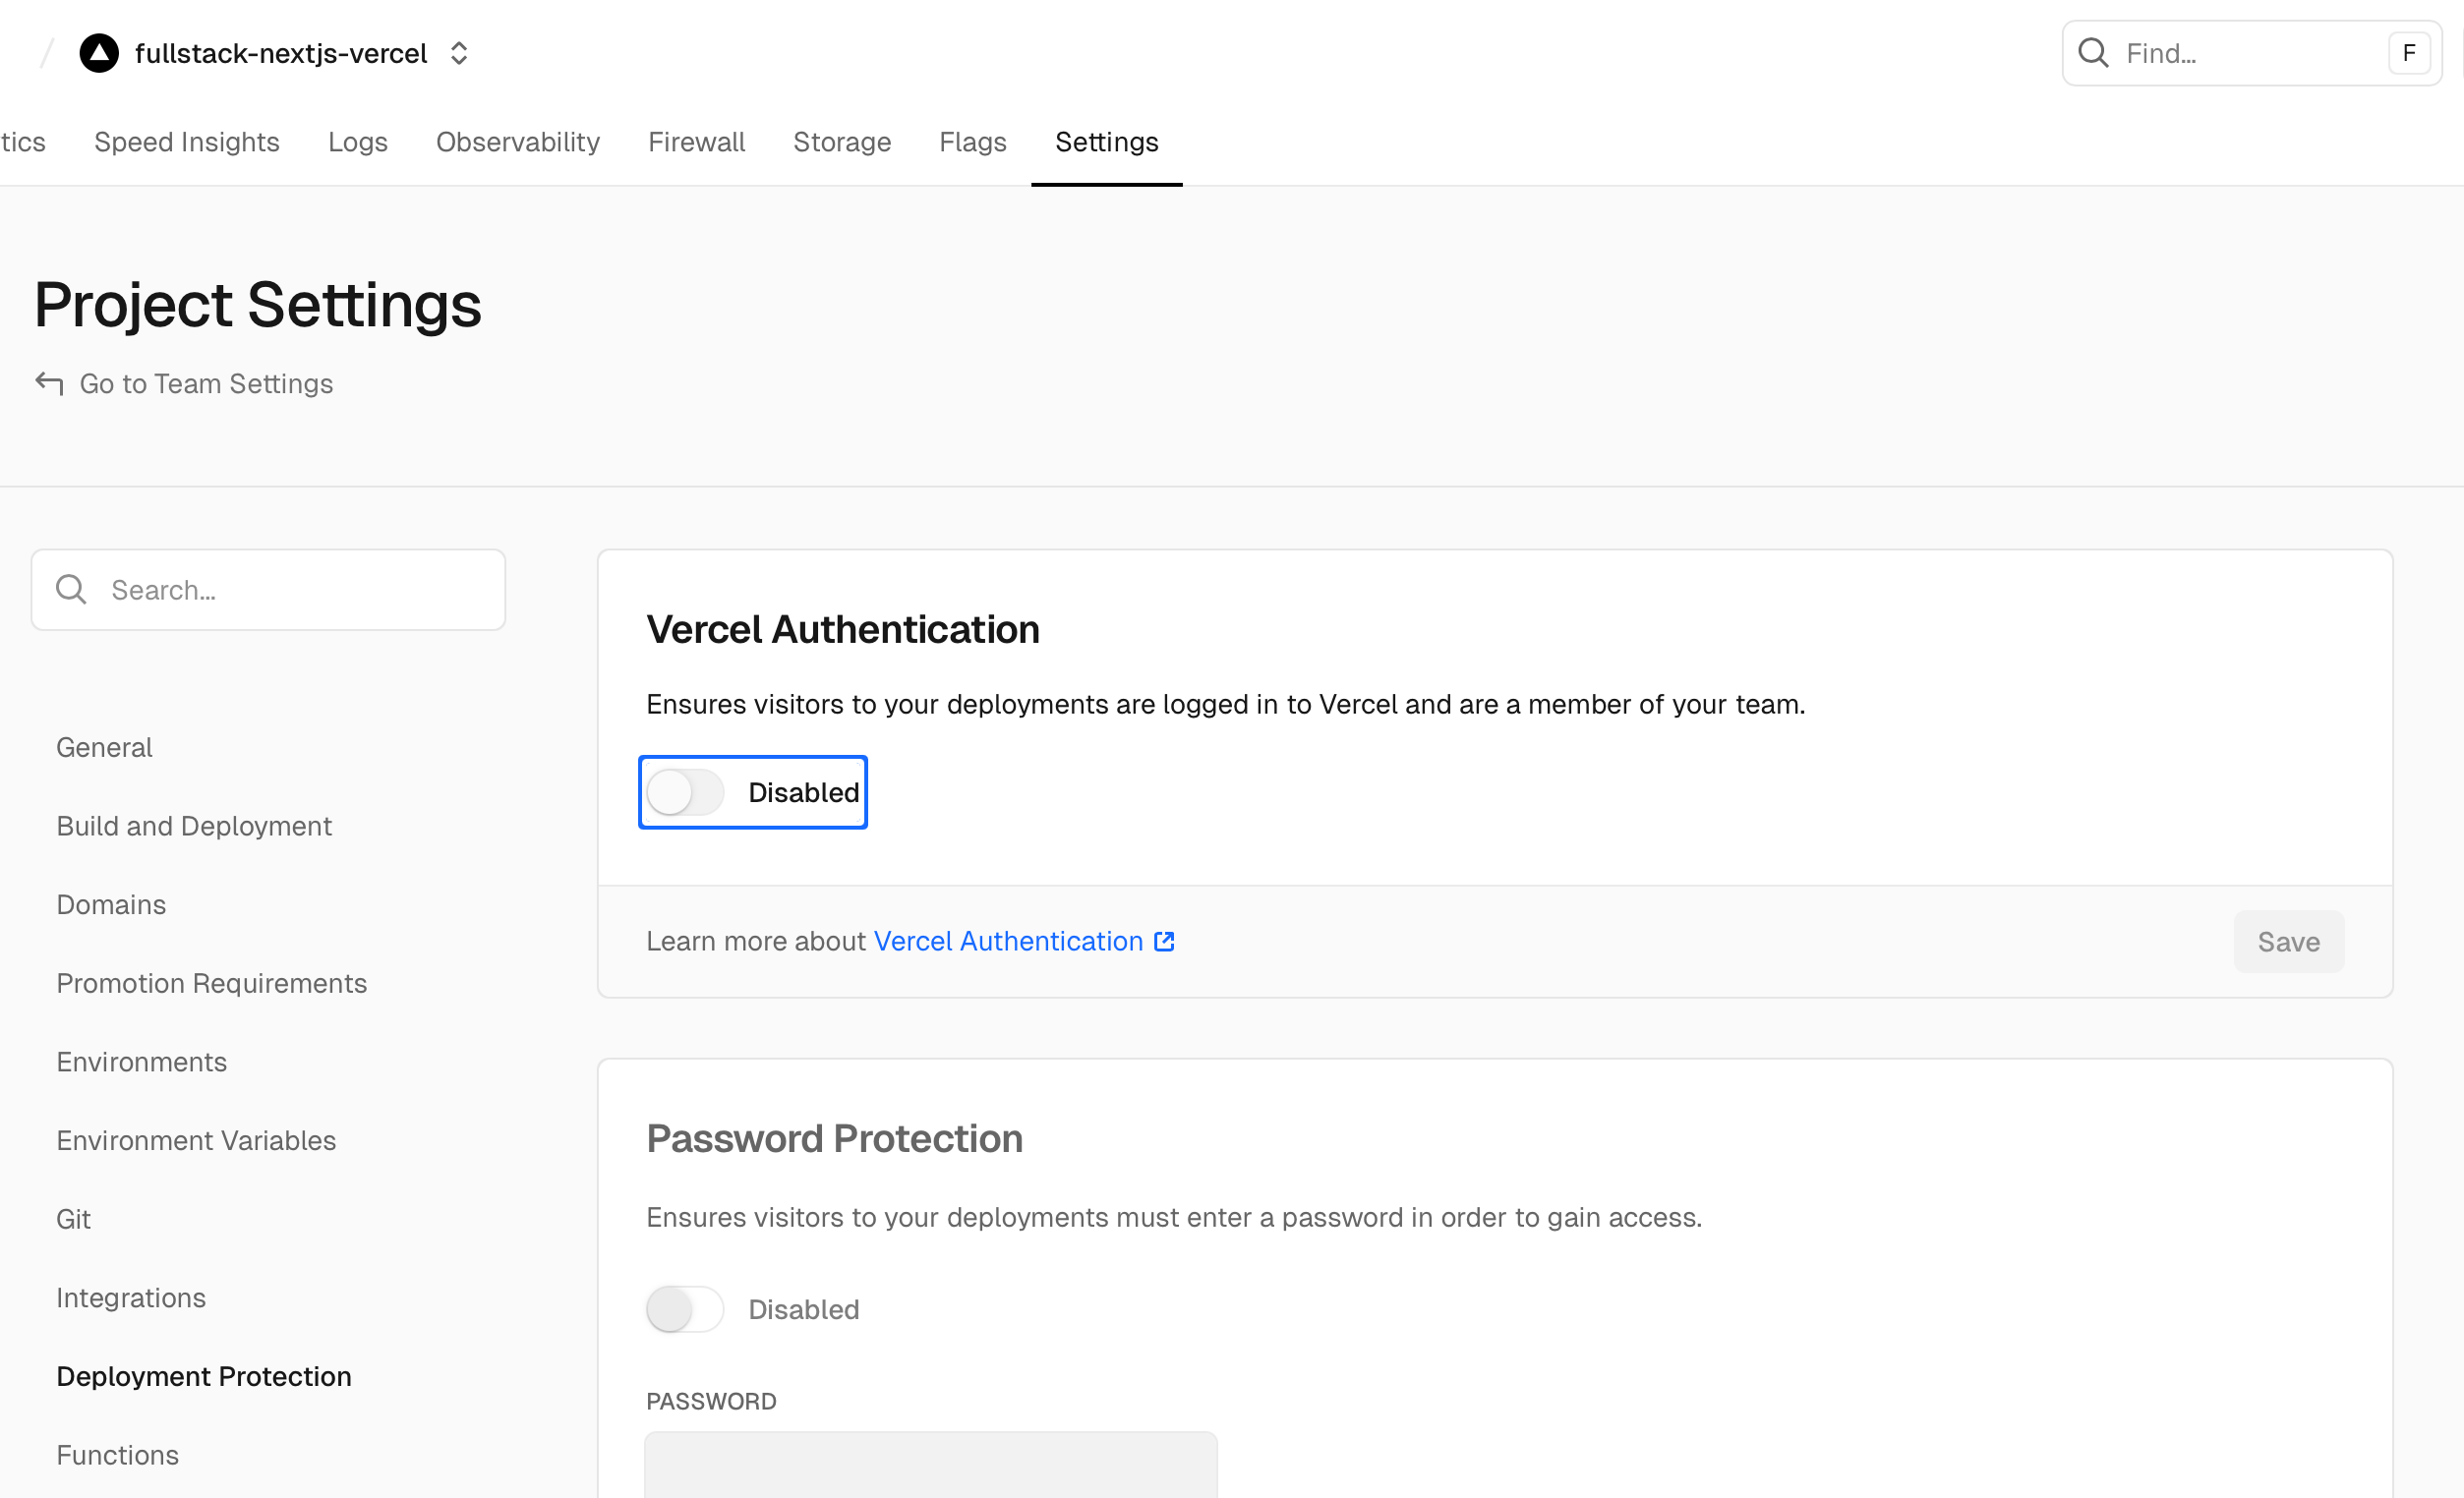 fullstack-nextjs-vercel
Find...
F
tics Speed Insights Logs Observability Firewall Storage Flags Settings
Project Settings
Go to Team Settings
Search...
General
Build and Deployment
Domains
Promotion Requirements
Environments
Environment Variables
Git
Integrations
Deployment Protection
Functions
Vercel Authentication
Ensures visitors to your deployments are logged in to Vercel and are a member of your team.
Disabled
Learn more about Vercel Authentication
Save
Password Protection
Ensures visitors to your deployments must enter a password in order to gain access.
Disabled
PASSWORD